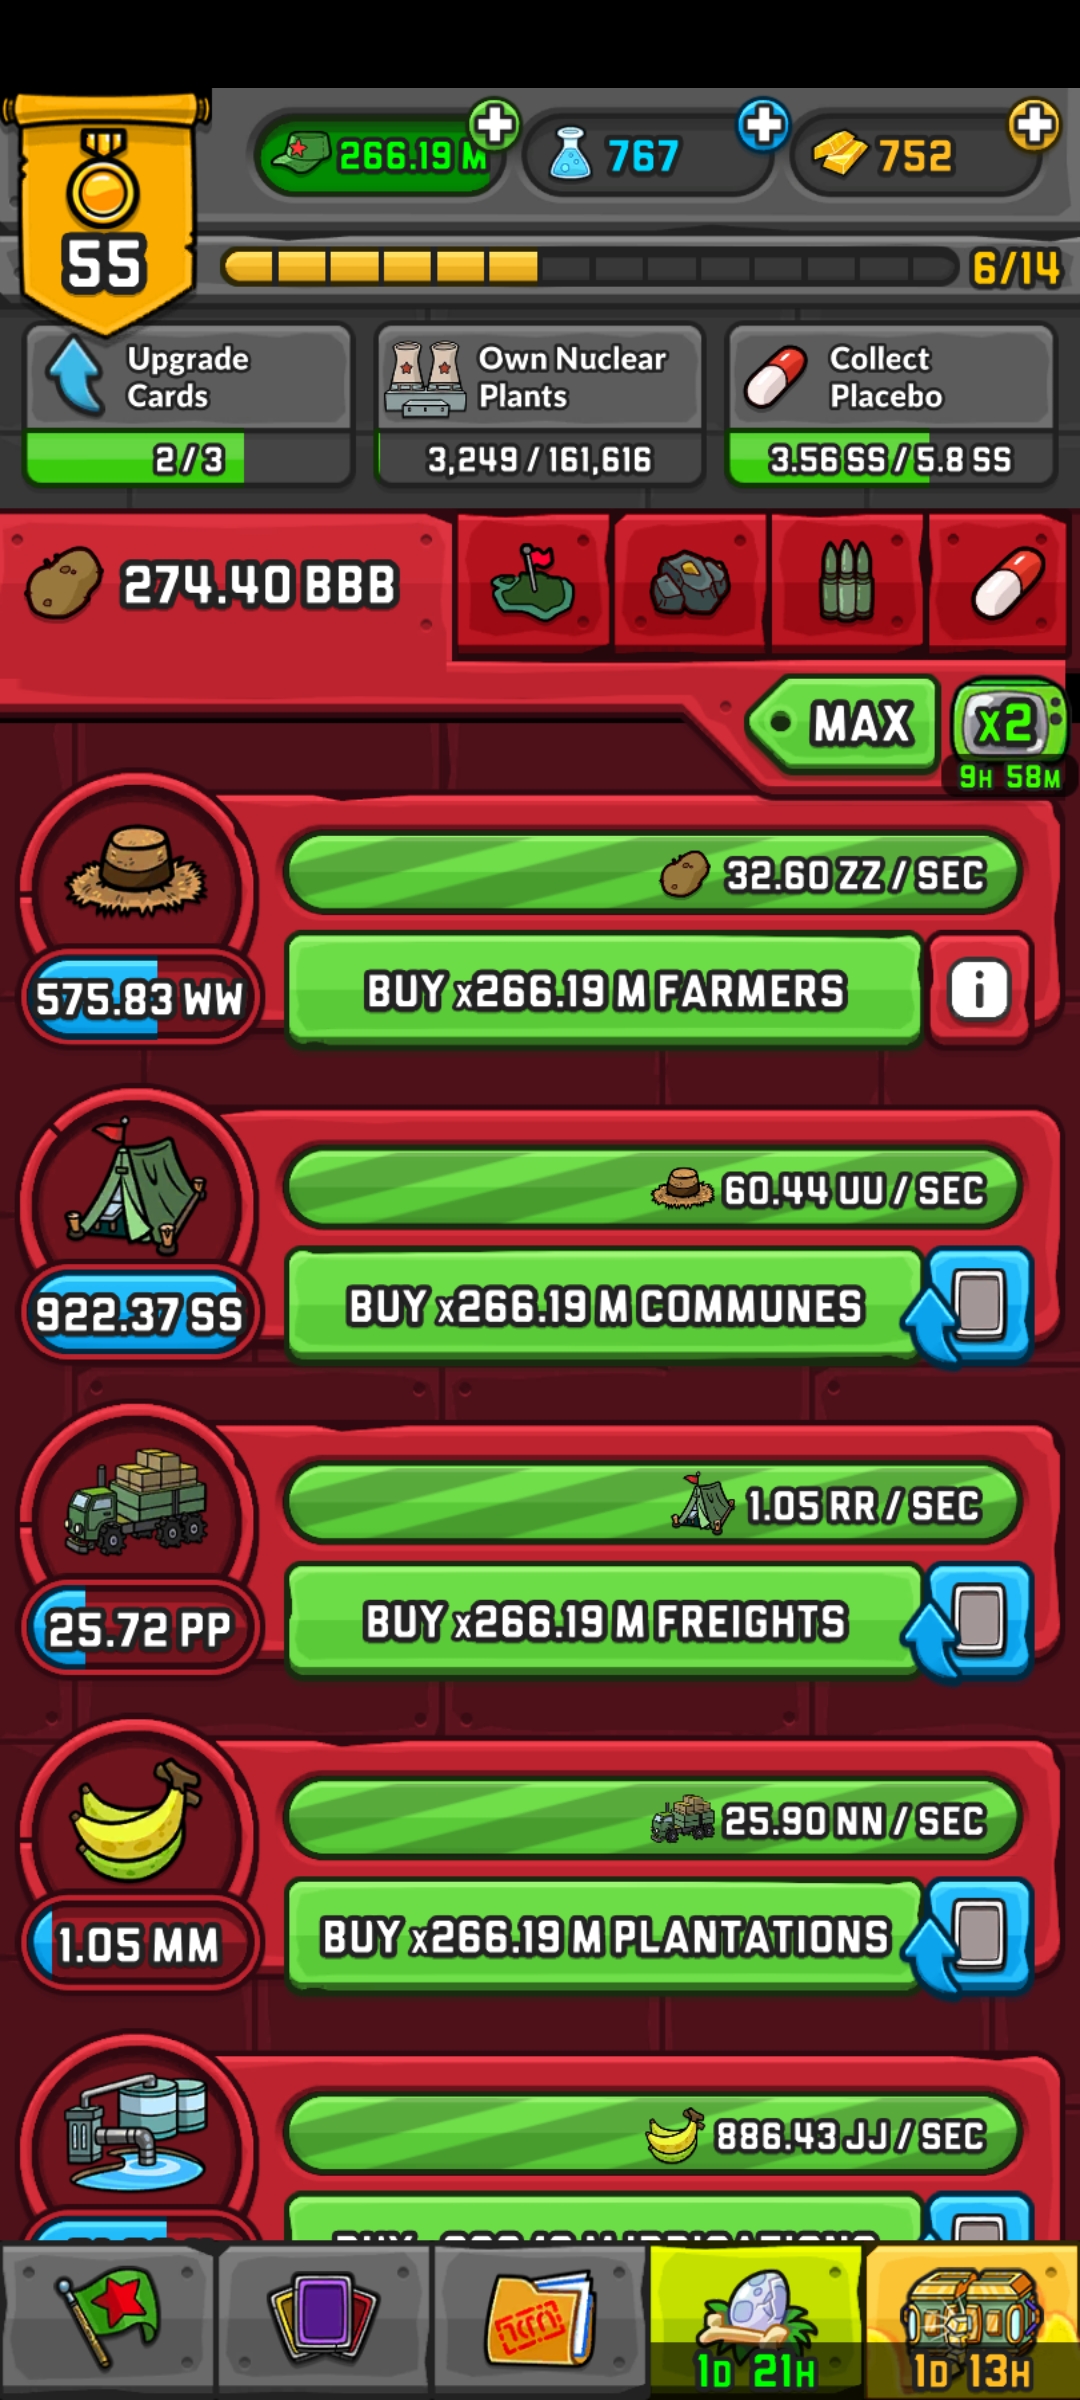 266.19 M
767
752
55
6/14
Upgrade
Cards
2/3
Own Nuclear
Plants
3,249/161,616
Collect
Placebo
3.56 SS/5.8 SS
274.40 BBB
MAX
x2
9H 58M
32.60 ZZ/SEC
575.83 WW
BUY x266.19 M FARMERS
i
60.44 UU/SEC
922.37 SS
BUY x266.19 M COMMUNES
1.05 RR/SEC
25.72 PP
BUY x266.19 M FREIGHTS
25.90 NN/SEC
1.05 MM
BUY x266.19 M PLANTATIONS
886.43 JJ/SEC
1D 21H
1D 13H